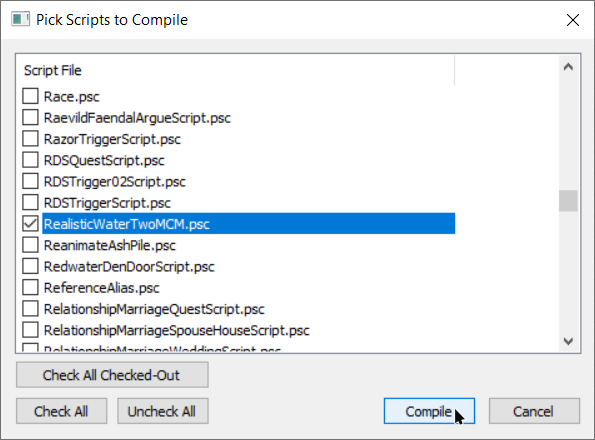 Pick Scripts to Compile
Script File
Race.psc
RaevildFaendalArgueScript.psc
RazorTriggerScript.psc
RDSQuestScript.psc
RDSTrigger02Script.psc
RDSTriggerScript.psc
RealisticWaterTwoMCM.psc
ReanimateAshPile.psc
RedwaterDenDoorScript.psc
ReferenceAlias.psc
RelationshipMarriageQuestScript.psc
RelationshipMarriageSpouseHouseScript.psc
RelationshipMarriageWeddingScript.psc
Check All Checked-Out
Check All
Uncheck All
Compile
Cancel